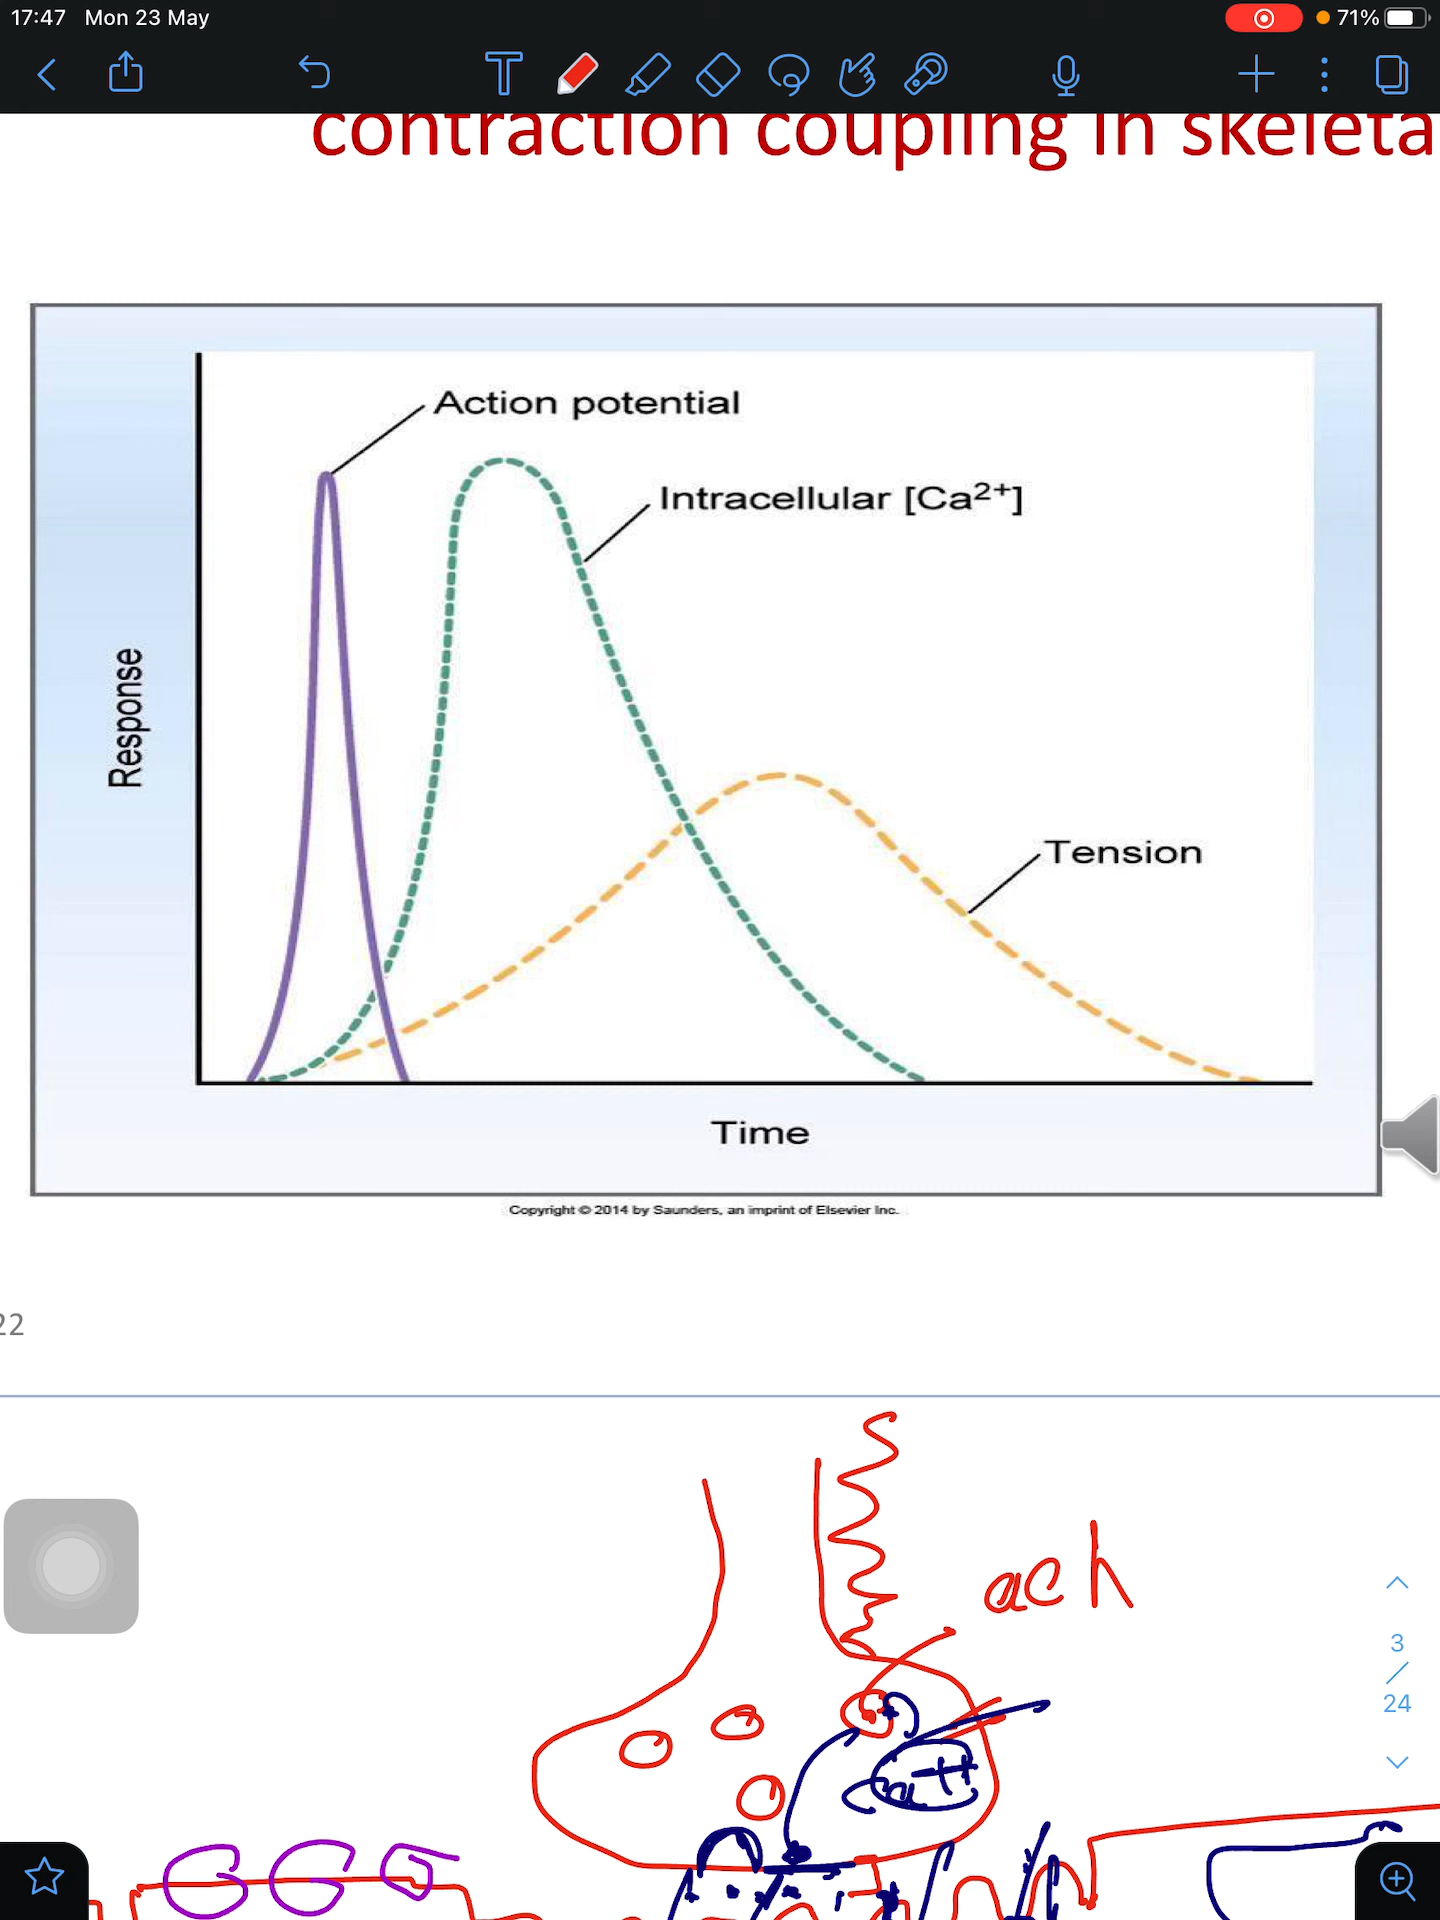 17:47 Mon 23 May
71%
T
contraction coupling in skeleta
Action potential
Intracellular [Ca²⁺]
Response
Tension
Time
Copyright © 2014 by Saunders, an imprint of Elsevier Inc.
22
ach
3
/
24
Ca++